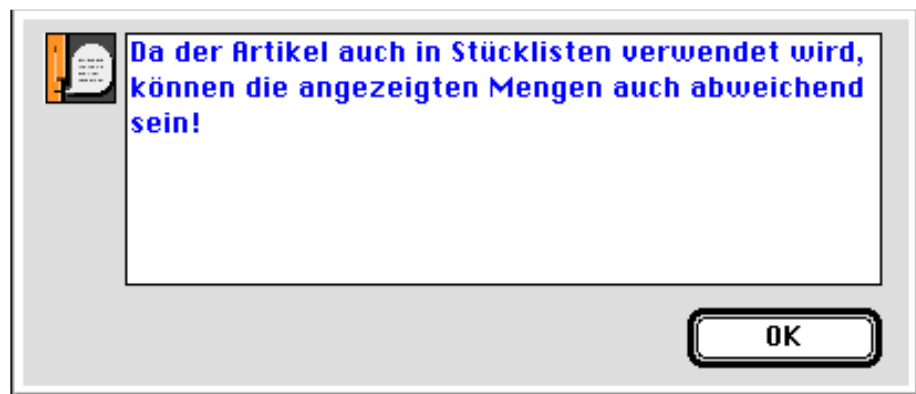 Da der Artikel auch in Stücklisten verwendet wird,
können die angezeigten Mengen auch abweichend
sein!
OK